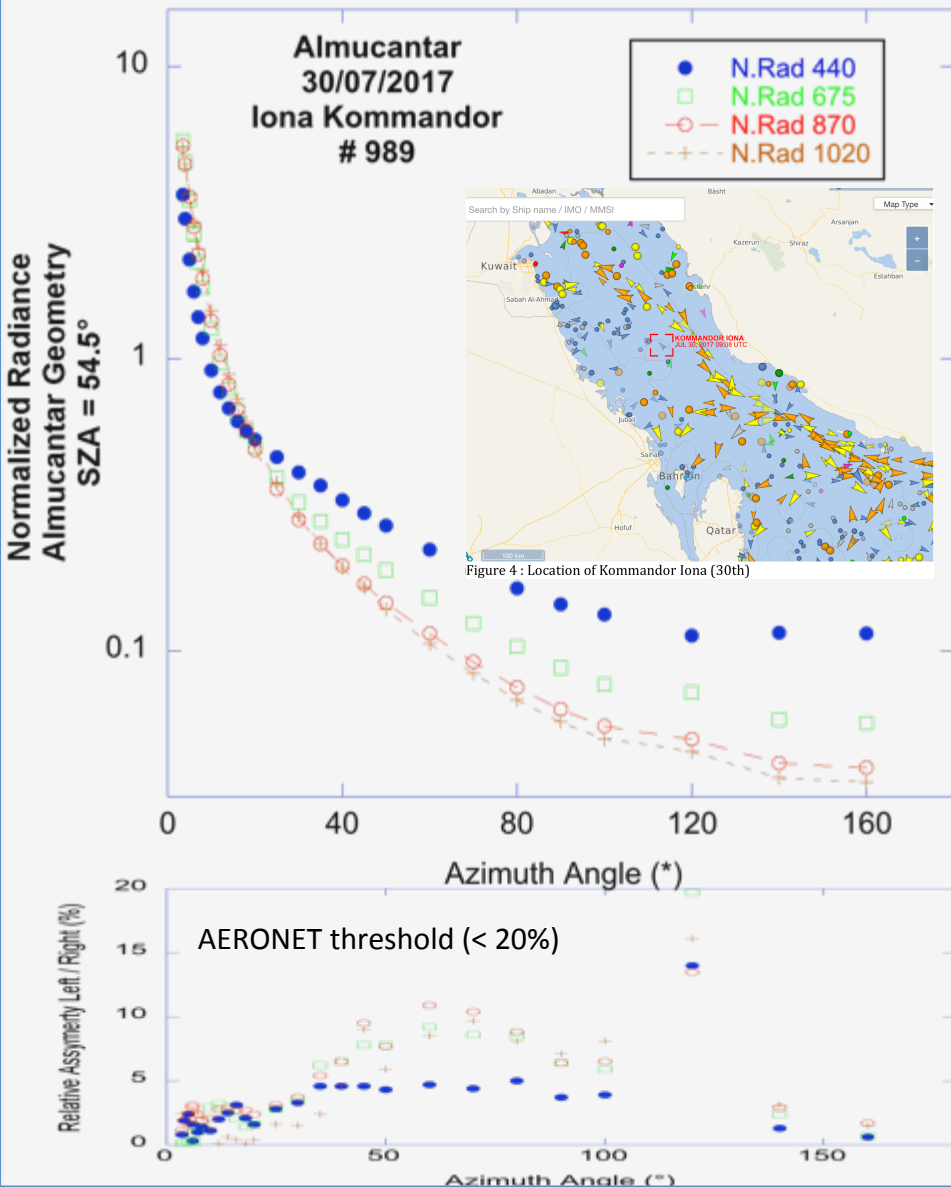 Almucantar
30/07/2017
Iona Kommandor
# 989
N.Rad 440
N.Rad 675
N.Rad 870
N.Rad 1020
10
1
0.1
Normalized Radiance
Almucantar Geometry
SZA = 54.5°
0 40 80 120 160
Azimuth Angle (*)
Search by Ship name / IMO / MMSI
Map Type
+
−
Abadan
Arsanjan
Kazerun
Shiraz
Estahban
Kuwait
Sabah Al-Ahmad
KOMMANDOR IONA
JUL 30, 2017 09:08 UTC
Jubail
Saiha
Bahrain
Hofuf
Qatar
100 km
Figure 4 : Location of Kommandor Iona (30th)
AERONET threshold (< 20%)
Relative Assymerty Left / Right (%)
20
15
10
5
0
0 50 100 150
Azimuth Angle (°)